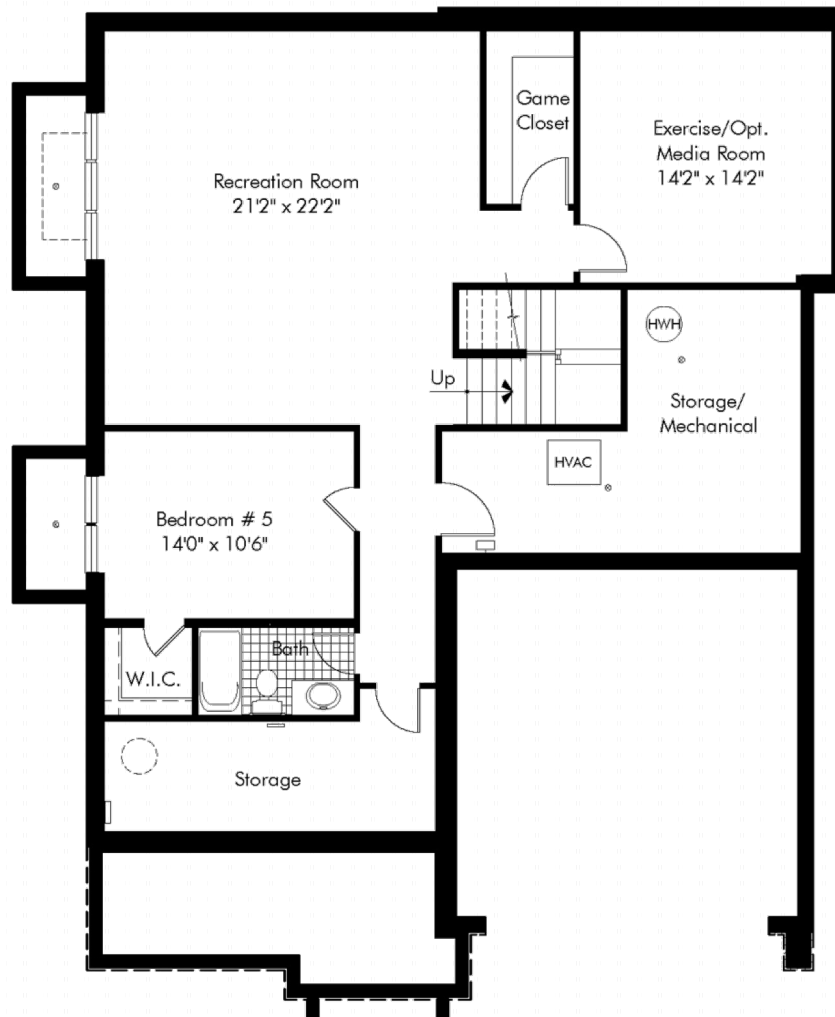 Game
Closet
Exercise/Opt.
Media Room
14'2" x 14'2"
Recreation Room
21'2" x 22'2"
HWH
Up
Storage/
Mechanical
HVAC
Bedroom # 5
14'0" x 10'6"
Bath
W.I.C.
Storage